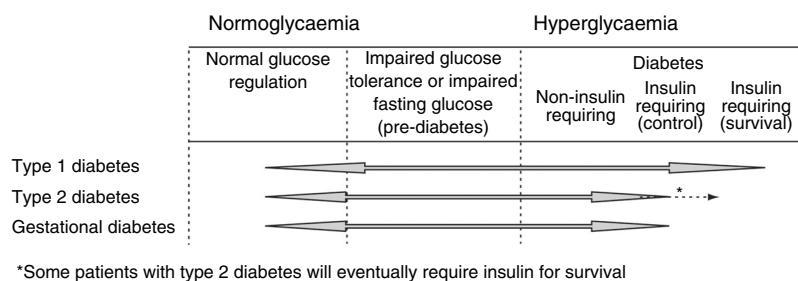 Normoglycaemia Hyperglycaemia
Normal glucose regulation
Impaired glucose tolerance or impaired fasting glucose (pre-diabetes)
Diabetes
Non-insulin requiring
Insulin requiring (control)
Insulin requiring (survival)
Type 1 diabetes
Type 2 diabetes *
Gestational diabetes
*Some patients with type 2 diabetes will eventually require insulin for survival